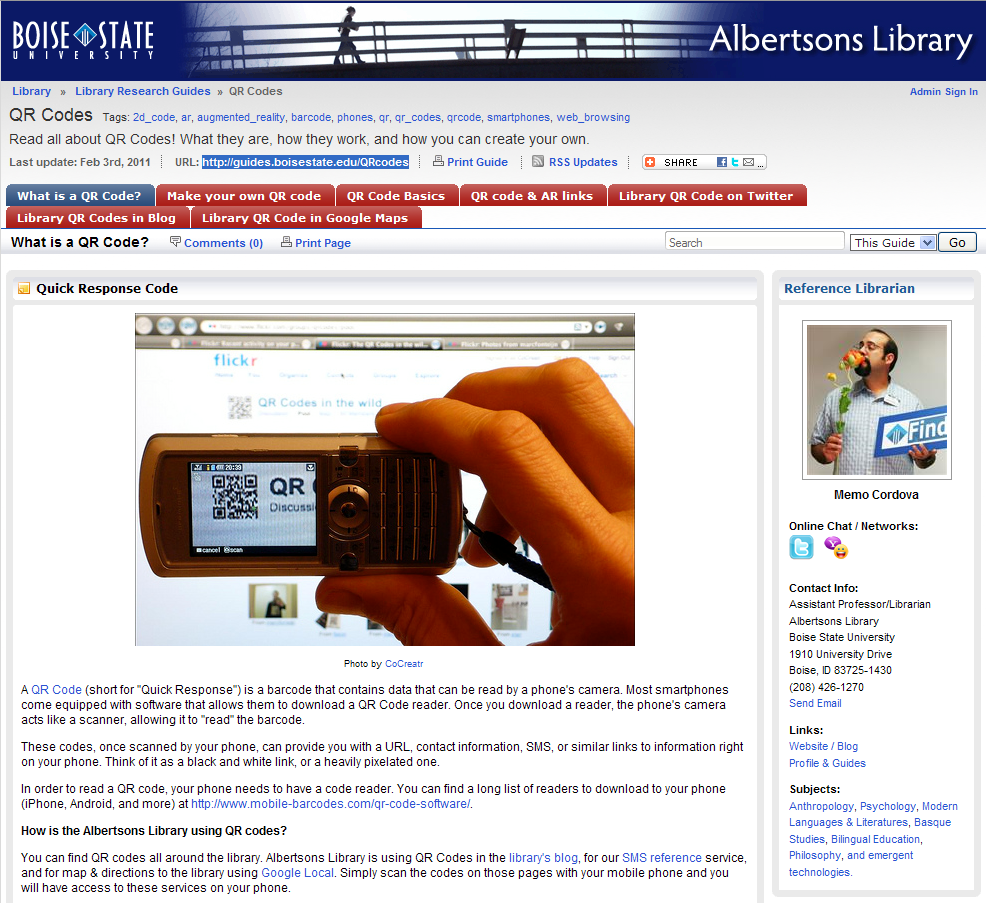 BOISE STATE
UNIVERSITY
Albertsons Library
Library » Library Research Guides » QR Codes
Admin Sign In
QR Codes Tags: 2d_code, ar, augmented_reality, barcode, phones, qr, qr_codes, qrcode, smartphones, web_browsing
Read all about QR Codes! What they are, how they work, and how you can create your own.
Last update: Feb 3rd, 2011 URL: http://guides.boisestate.edu/QRcodes Print Guide RSS Updates SHARE ...
What is a QR Code? Make your own QR code QR Code Basics QR code & AR links Library QR Code on Twitter
Library QR Codes in Blog Library QR Code in Google Maps
What is a QR Code? Comments (0) Print Page Search This Guide Go
Quick Response Code
flickr
QR Codes in the wild
20:39
QR
Discussi
cancel scan
Photo by CoCreatr
A QR Code (short for "Quick Response") is a barcode that contains data that can be read by a phone's camera. Most smartphones
come equipped with software that allows them to download a QR Code reader. Once you download a reader, the phone's camera
acts like a scanner, allowing it to "read" the barcode.
These codes, once scanned by your phone, can provide you with a URL, contact information, SMS, or similar links to information right
on your phone. Think of it as a black and white link, or a heavily pixelated one.
In order to read a QR code, your phone needs to have a code reader. You can find a long list of readers to download to your phone
(iPhone, Android, and more) at http://www.mobile-barcodes.com/qr-code-software/.
How is the Albertsons Library using QR codes?
You can find QR codes all around the library. Albertsons Library is using QR Codes in the library's blog, for our SMS reference service,
and for map & directions to the library using Google Local. Simply scan the codes on those pages with your mobile phone and you
will have access to these services on your phone.
Reference Librarian
Find
Memo Cordova
Online Chat / Networks:
Contact Info:
Assistant Professor/Librarian
Albertsons Library
Boise State University
1910 University Drive
Boise, ID 83725-1430
(208) 426-1270
Send Email
Links:
Website / Blog
Profile & Guides
Subjects:
Anthropology, Psychology, Modern
Languages & Literatures, Basque
Studies, Bilingual Education,
Philosophy, and emergent
technologies.